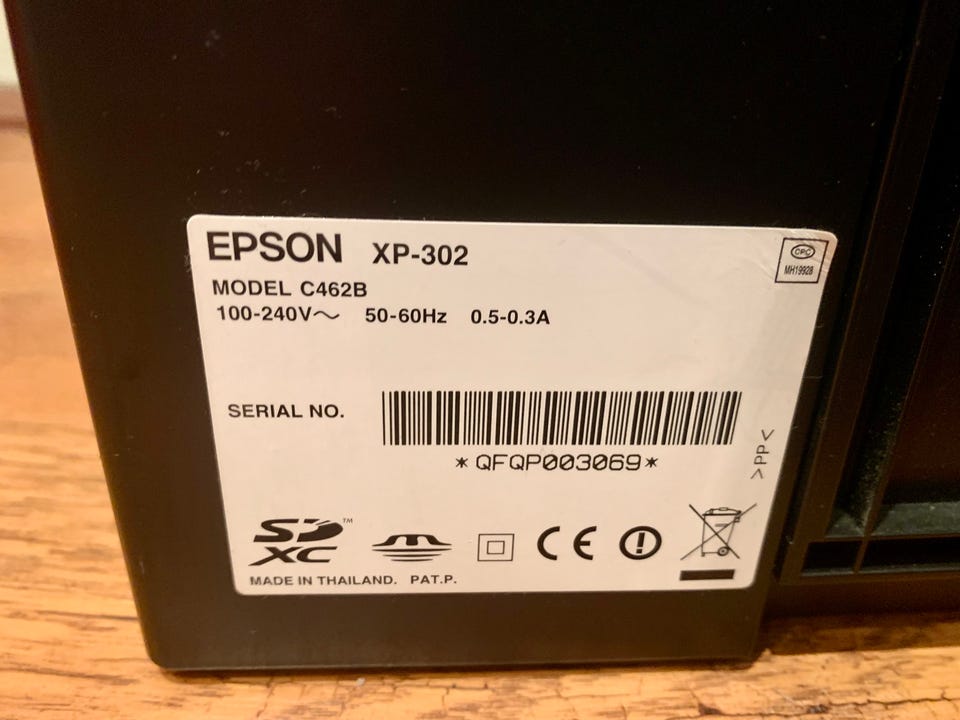 EPSON XP-302
CPC
MH19928
MODEL C462B
100-240V～ 50-60Hz 0.5-0.3A
SERIAL NO.
*QFQP003069*
>PP<
SD™
XC
CE
MADE IN THAILAND. PAT.P.